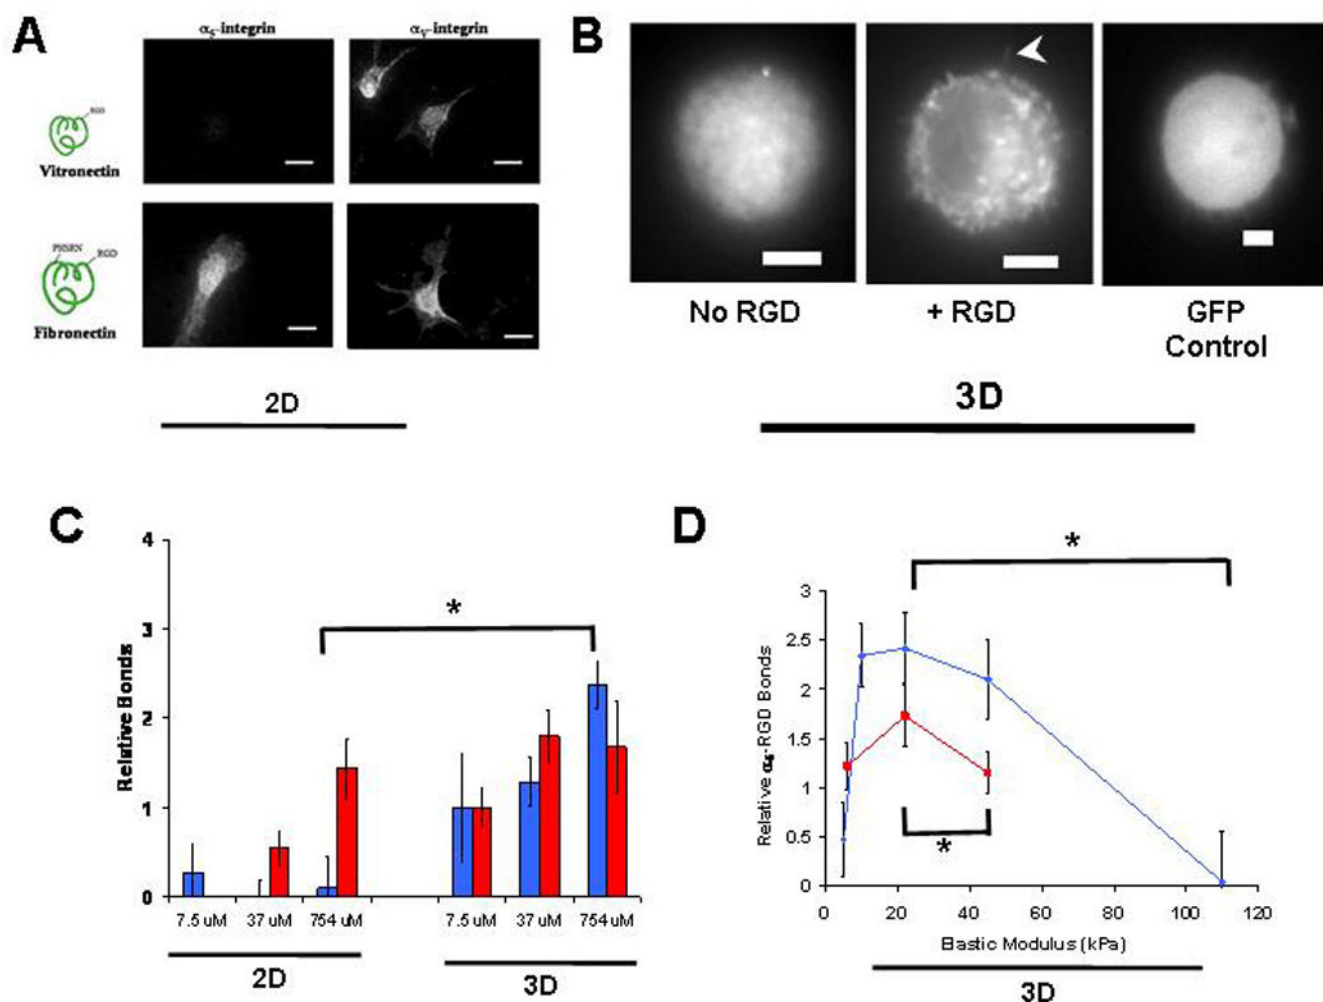 A
α5-integrin
αV-integrin
RGD
Vitronectin
PHSRN
RGD
Fibronectin
2D
B
No RGD
+ RGD
GFP
Control
3D
C
4
3
2
1
0
Relative Bonds
*
7.5 uM
37 uM
754 uM
7.5 uM
37 uM
754 uM
2D
3D
D
*
3
2.5
2
1.5
1
0.5
0
Relative α5-RGD Bonds
*
0
20
40
60
80
100
120
Elastic Modulus (kPa)
3D